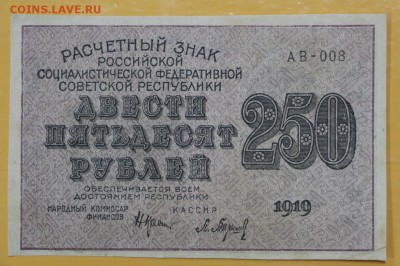 COINS.LAVE.RU
РАСЧЕТНЫЙ ЗНАК
РОССИЙСКОЙ
СОЦИАЛИСТИЧЕСКОЙ ФЕДЕРАТИВНОЙ
СОВЕТСКОЙ РЕСПУБЛИКИ
АВ-008
ДВЕСТИ
ПЯТЬДЕСЯТ
РУБЛЕЙ
250
ОБЕСПЕЧИВАЕТСЯ ВСЕМ
ДОСТОЯНИЕМ РЕСПУБЛИКИ
НАРОДНЫЙ КОМИССАР
ФИНАНСОВ
КАССИР
1919